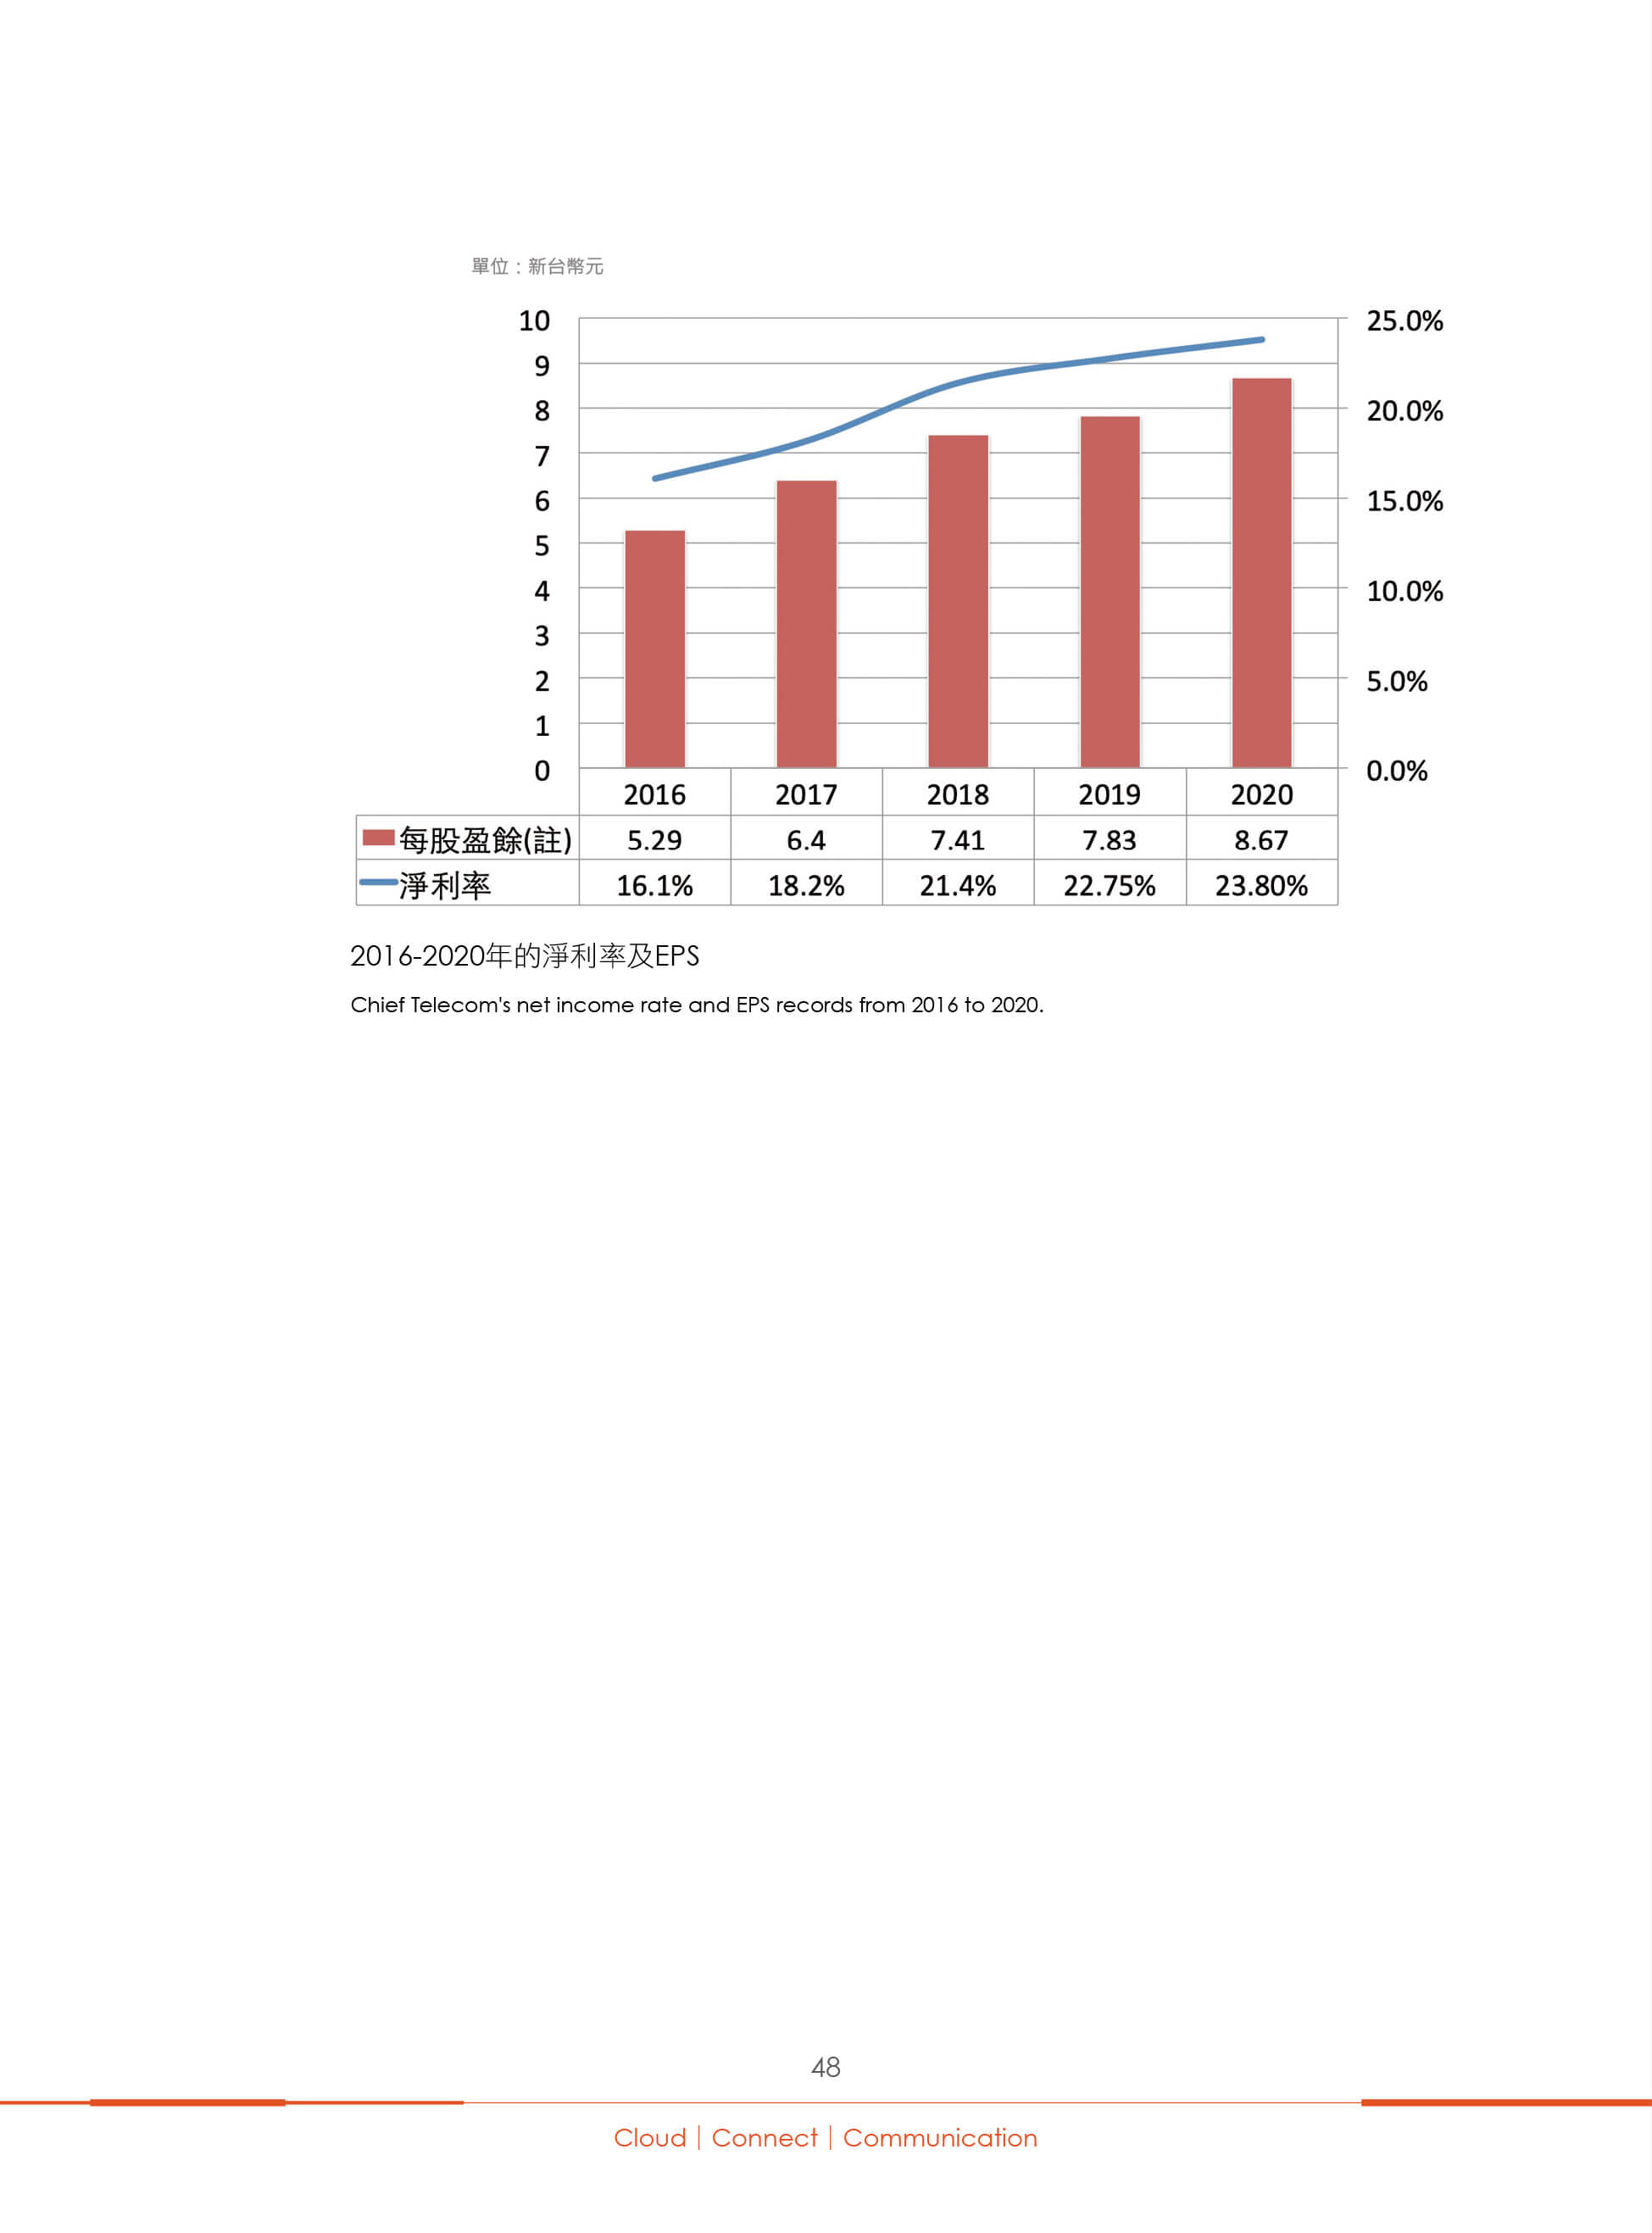 單位：新台幣元
10 25.0%
9
8 20.0%
7
6 15.0%
5
4 10.0%
3
2 5.0%
1
0 0.0%
2016 2017 2018 2019 2020
每股盈餘(註) 5.29 6.4 7.41 7.83 8.67
淨利率 16.1% 18.2% 21.4% 22.75% 23.80%
2016-2020年的淨利率及EPS
Chief Telecom's net income rate and EPS records from 2016 to 2020.
48
Cloud | Connect | Communication